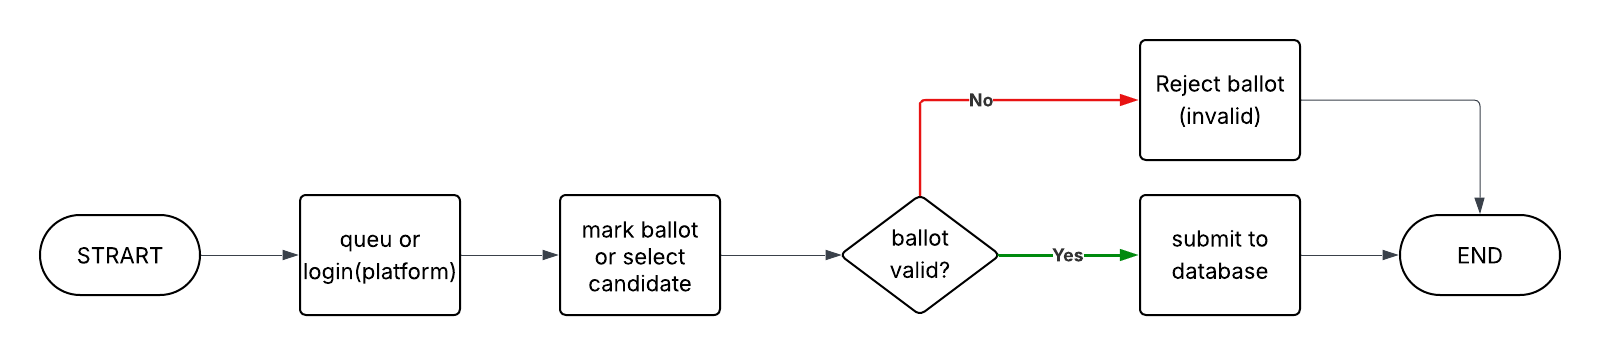 STRART
queu or
login(platform)
mark ballot
or select
candidate
ballot
valid?
No
Reject ballot
(invalid)
Yes
submit to
database
END